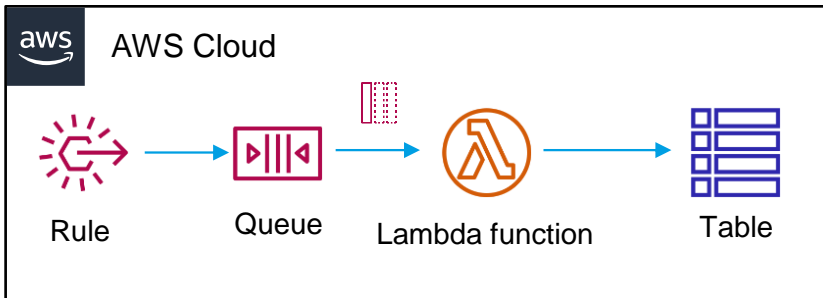 aws
AWS Cloud
Rule
Queue
Lambda function
Table